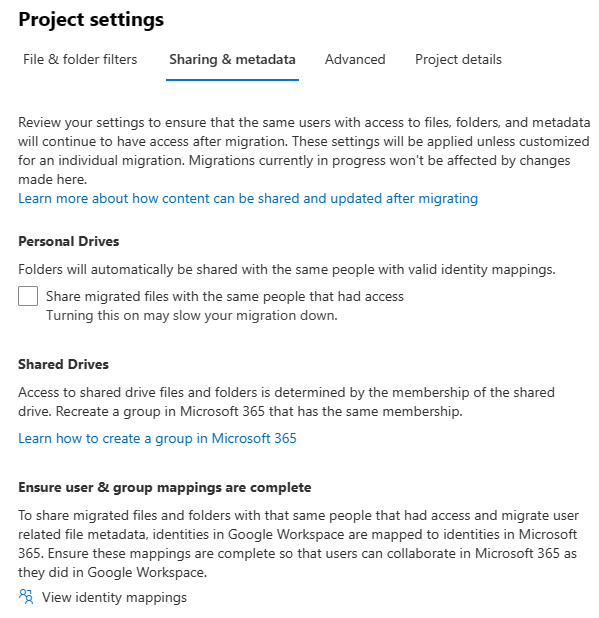 Project settings
File & folder filters
Sharing & metadata
Advanced
Project details
Review your settings to ensure that the same users with access to files, folders, and metadata
will continue to have access after migration. These settings will be applied unless customized
for an individual migration. Migrations currently in progress won't be affected by changes
made here.
Learn more about how content can be shared and updated after migrating
Personal Drives
Folders will automatically be shared with the same people with valid identity mappings.
Share migrated files with the same people that had access
Turning this on may slow your migration down.
Shared Drives
Access to shared drive files and folders is determined by the membership of the shared
drive. Recreate a group in Microsoft 365 that has the same membership.
Learn how to create a group in Microsoft 365
Ensure user & group mappings are complete
To share migrated files and folders with that same people that had access and migrate user
related file metadata, identities in Google Workspace are mapped to identities in Microsoft
365. Ensure these mappings are complete so that users can collaborate in Microsoft 365 as
they did in Google Workspace.
View identity mappings